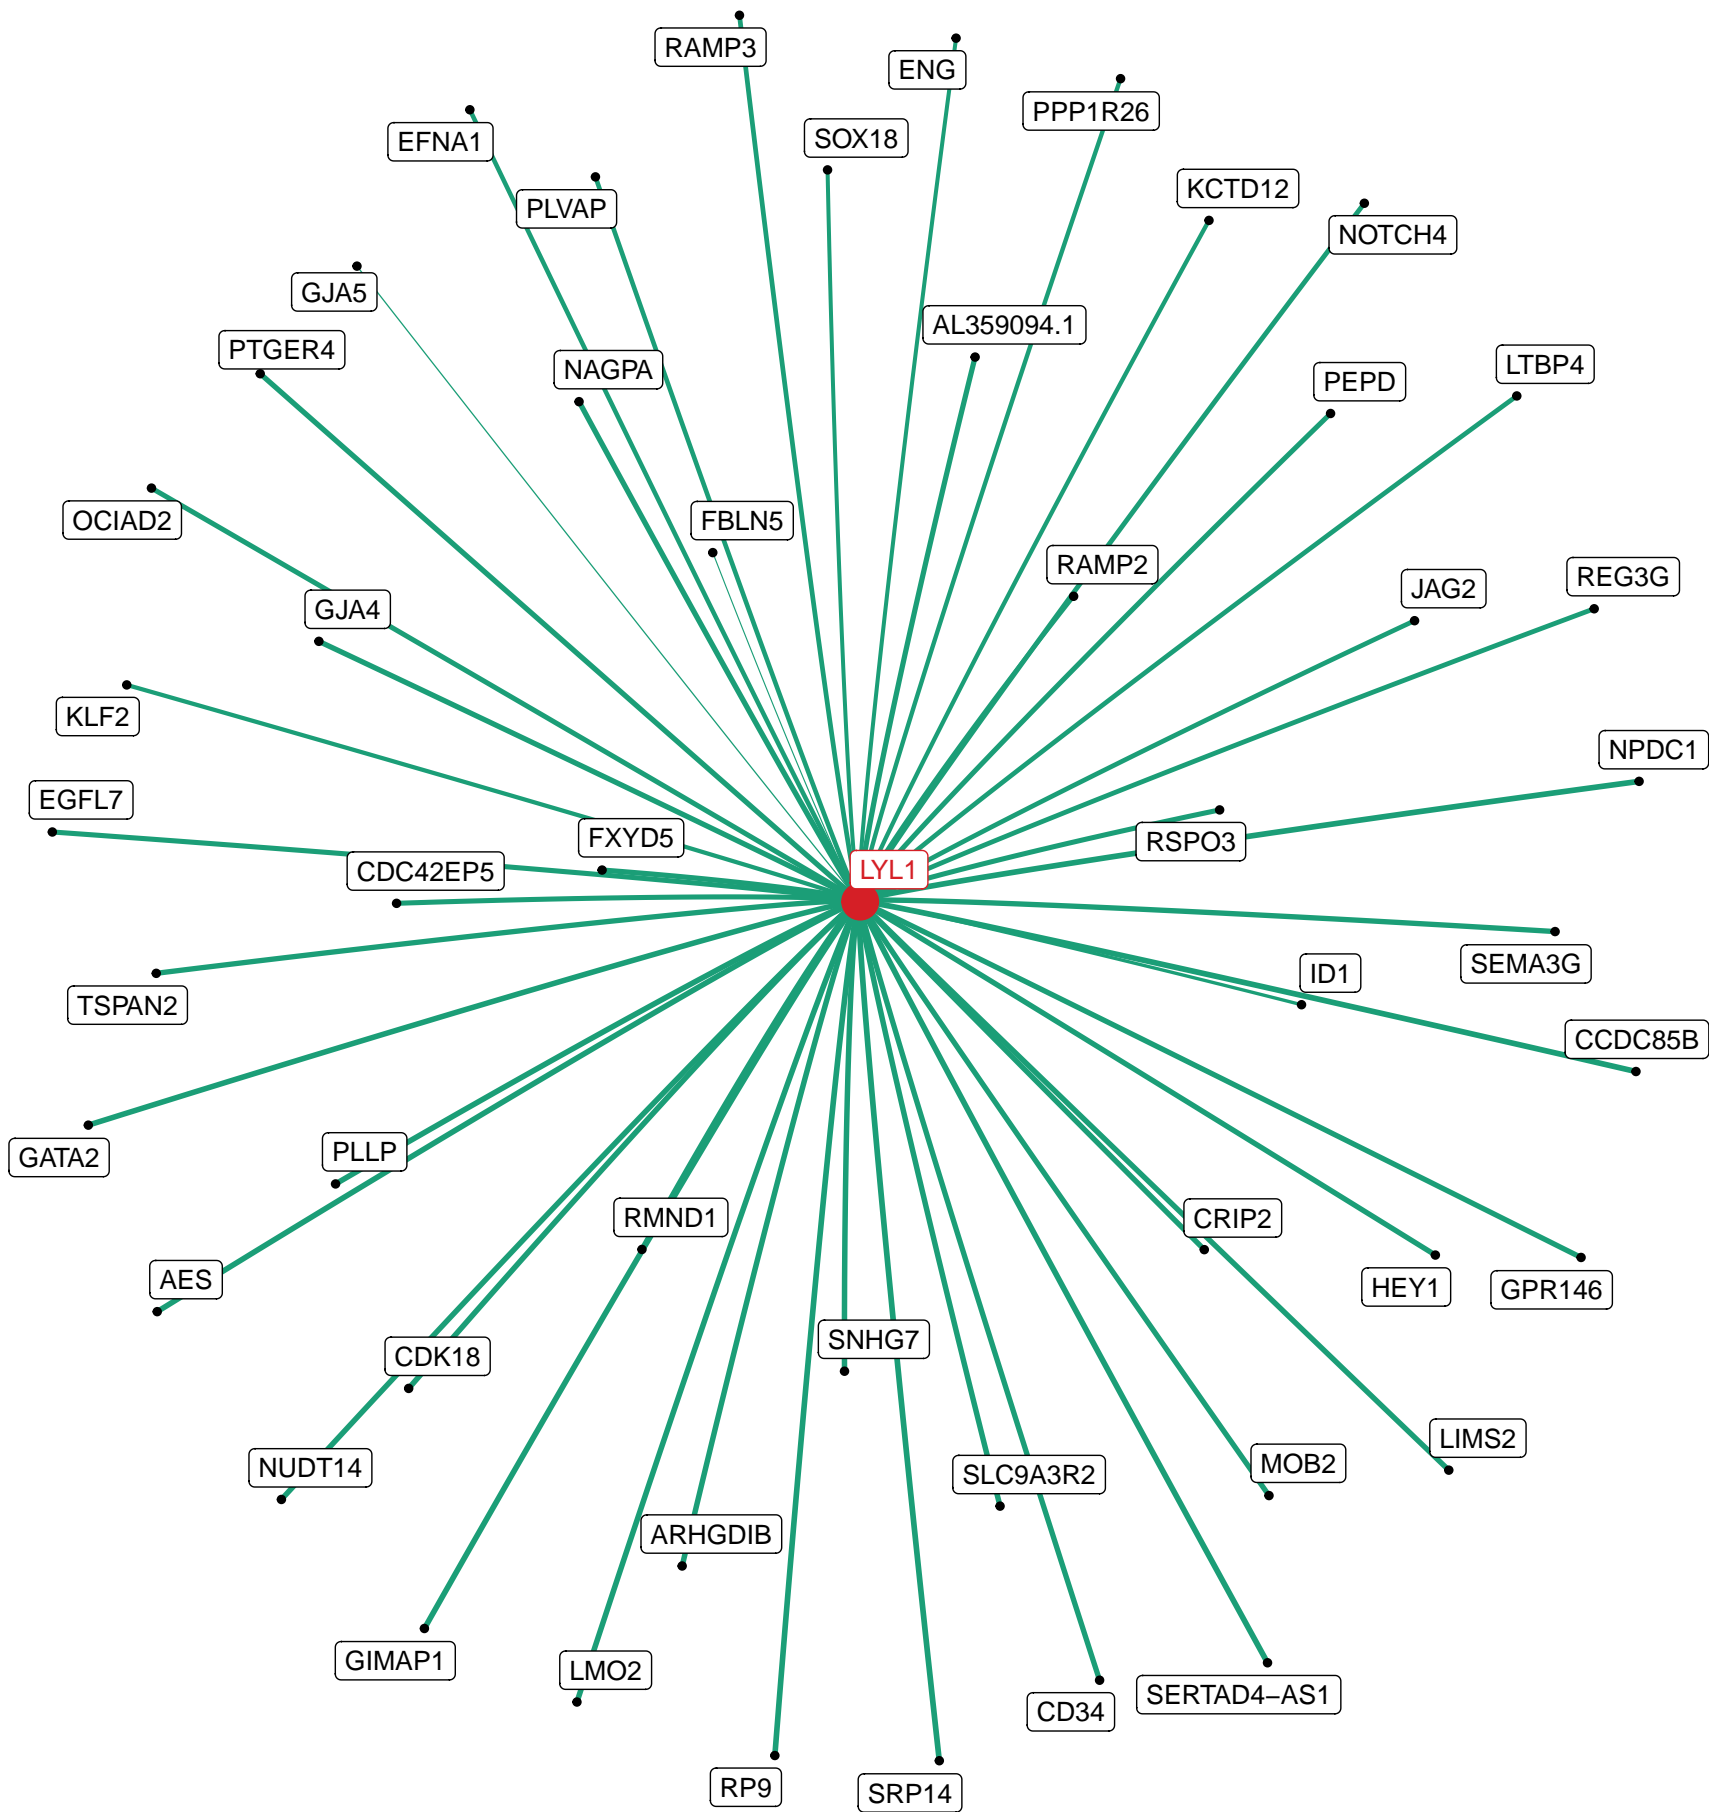 RAMP3
ENG
PPP1R26
EFNA1
SOX18
KCTD12
PLVAP
NOTCH4
GJA5
AL359094.1
PTGER4
NAGPA
LTBP4
PEPD
OCIAD2
FBLN5
RAMP2
REG3G
JAG2
GJA4
KLF2
NPDC1
EGFL7
FXYD5
RSPO3
CDC42EP5
LYL1
SEMA3G
ID1
TSPAN2
CCDC85B
PLLP
GATA2
RMND1
CRIP2
AES
HEY1
GPR146
SNHG7
CDK18
LIMS2
MOB2
NUDT14
SLC9A3R2
ARHGDIB
GIMAP1
LMO2
SERTAD4−AS1
CD34
RP9
SRP14